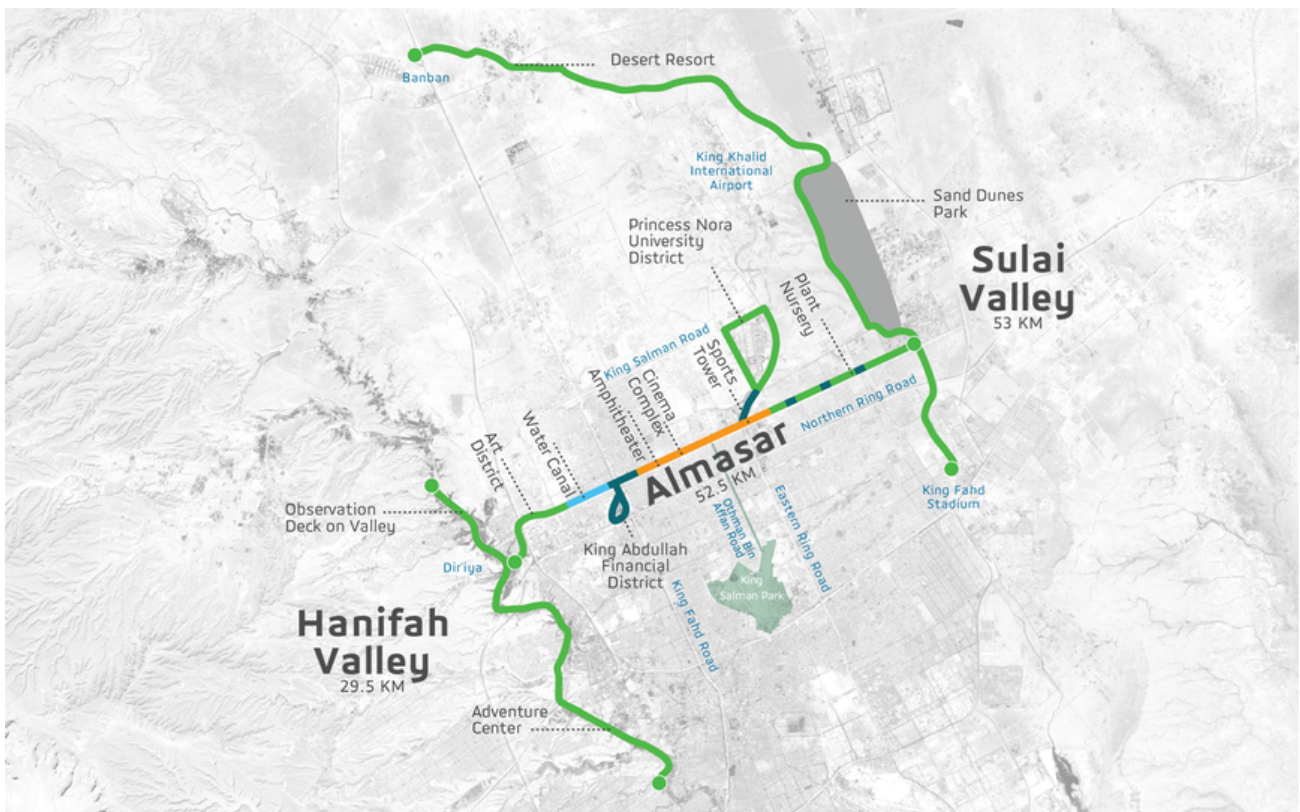 Desert Resort
Banban
King Khalid
International
Airport
Sand Dunes
Park
Princess Nora
University
District
Sulai
Valley
53 KM
Plant
Nursery
King Salman Road
Sports
Tower
Cinema
Complex
Amphitheater
Northern Ring Road
Water Canal
Art
District
Almasar
52.5 KM
Observation
Deck on Valley
King Fahd
Stadium
Othman Bin
Affan Road
Eastern Ring Road
King Abdullah
Financial
District
Dir'iya
King
Salman Park
King Fahd Road
Hanifah
Valley
29.5 KM
Adventure
Center